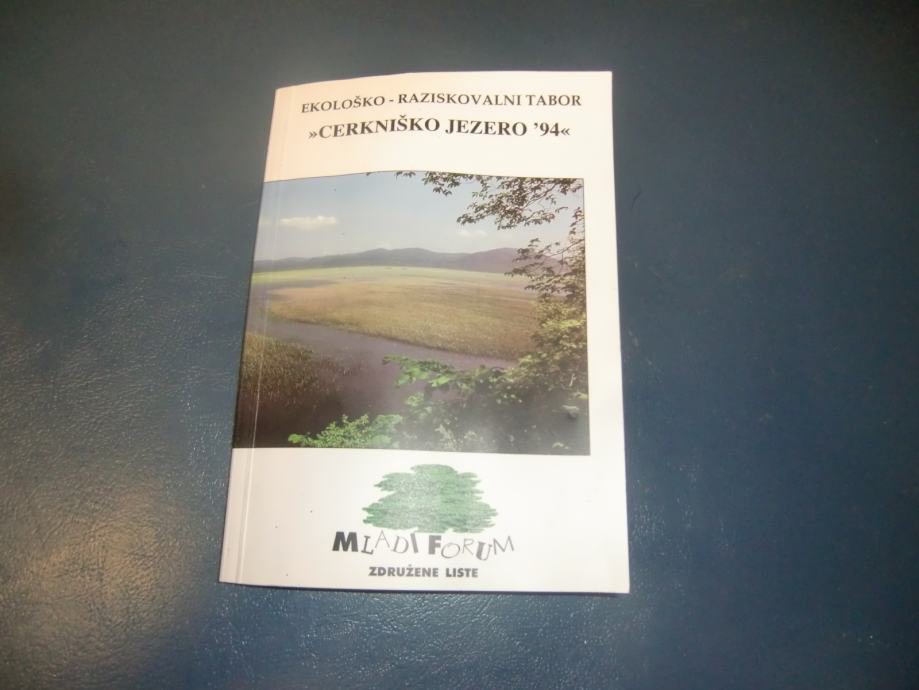 EKOLOŠKO - RAZISKOVALNI TABOR
»CERKNIŠKO JEZERO ’94«
MLADI FORUM
ZDRUŽENE LISTE